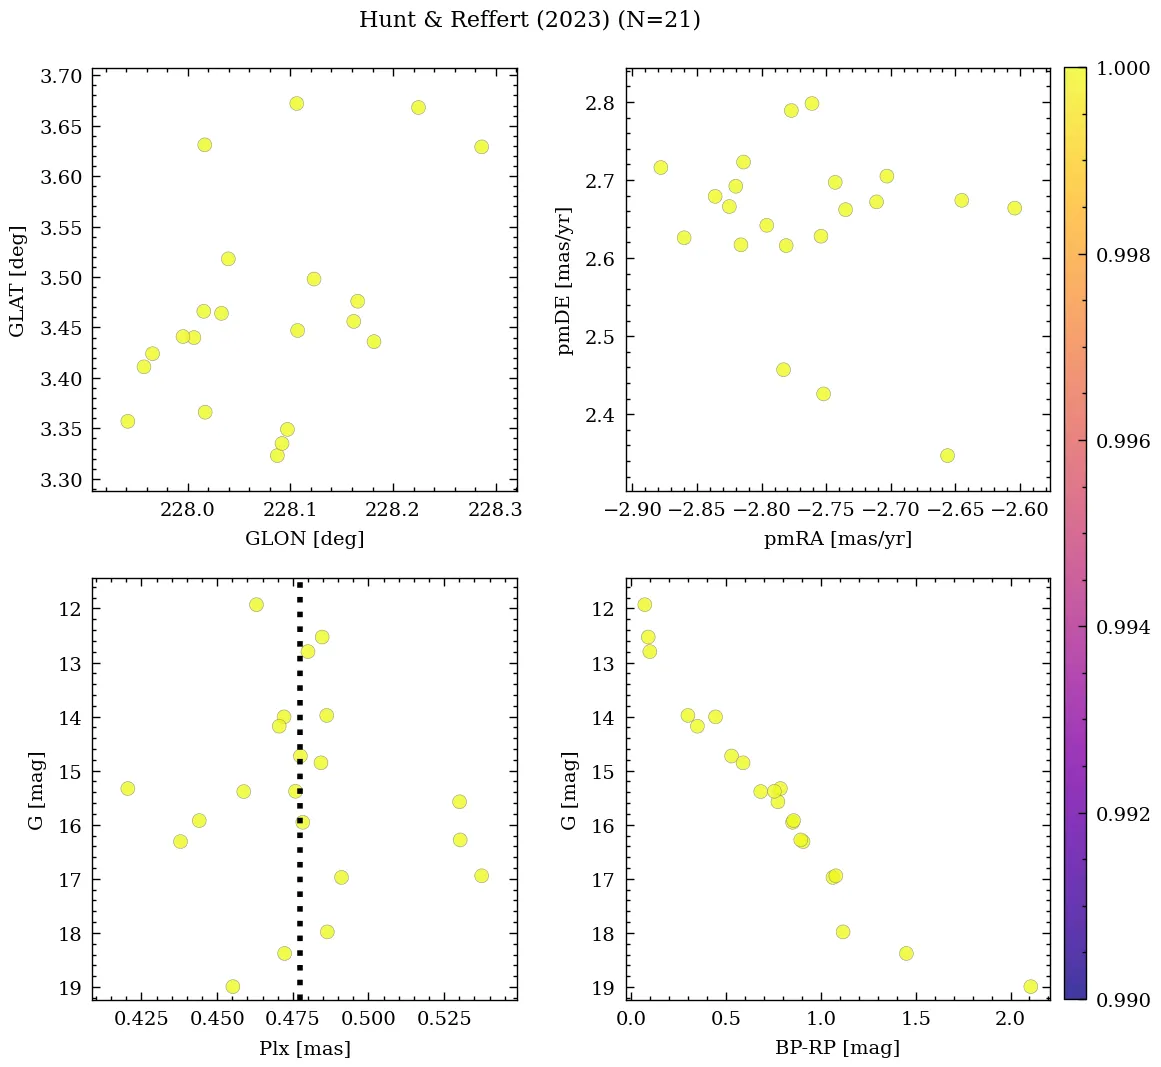 Hunt & Reffert (2023) (N=21)
3.70
3.65
3.60
3.55
3.50
3.45
3.40
3.35
3.30
GLAT [deg]
228.0 228.1 228.2 228.3
GLON [deg]
2.8
2.7
2.6
2.5
2.4
pmDE [mas/yr]
−2.90 −2.85 −2.80 −2.75 −2.70 −2.65 −2.60
pmRA [mas/yr]
12
13
14
15
16
17
18
19
G [mag]
0.425 0.450 0.475 0.500 0.525
Plx [mas]
12
13
14
15
16
17
18
19
G [mag]
0.0 0.5 1.0 1.5 2.0
BP-RP [mag]
1.000
0.998
0.996
0.994
0.992
0.990